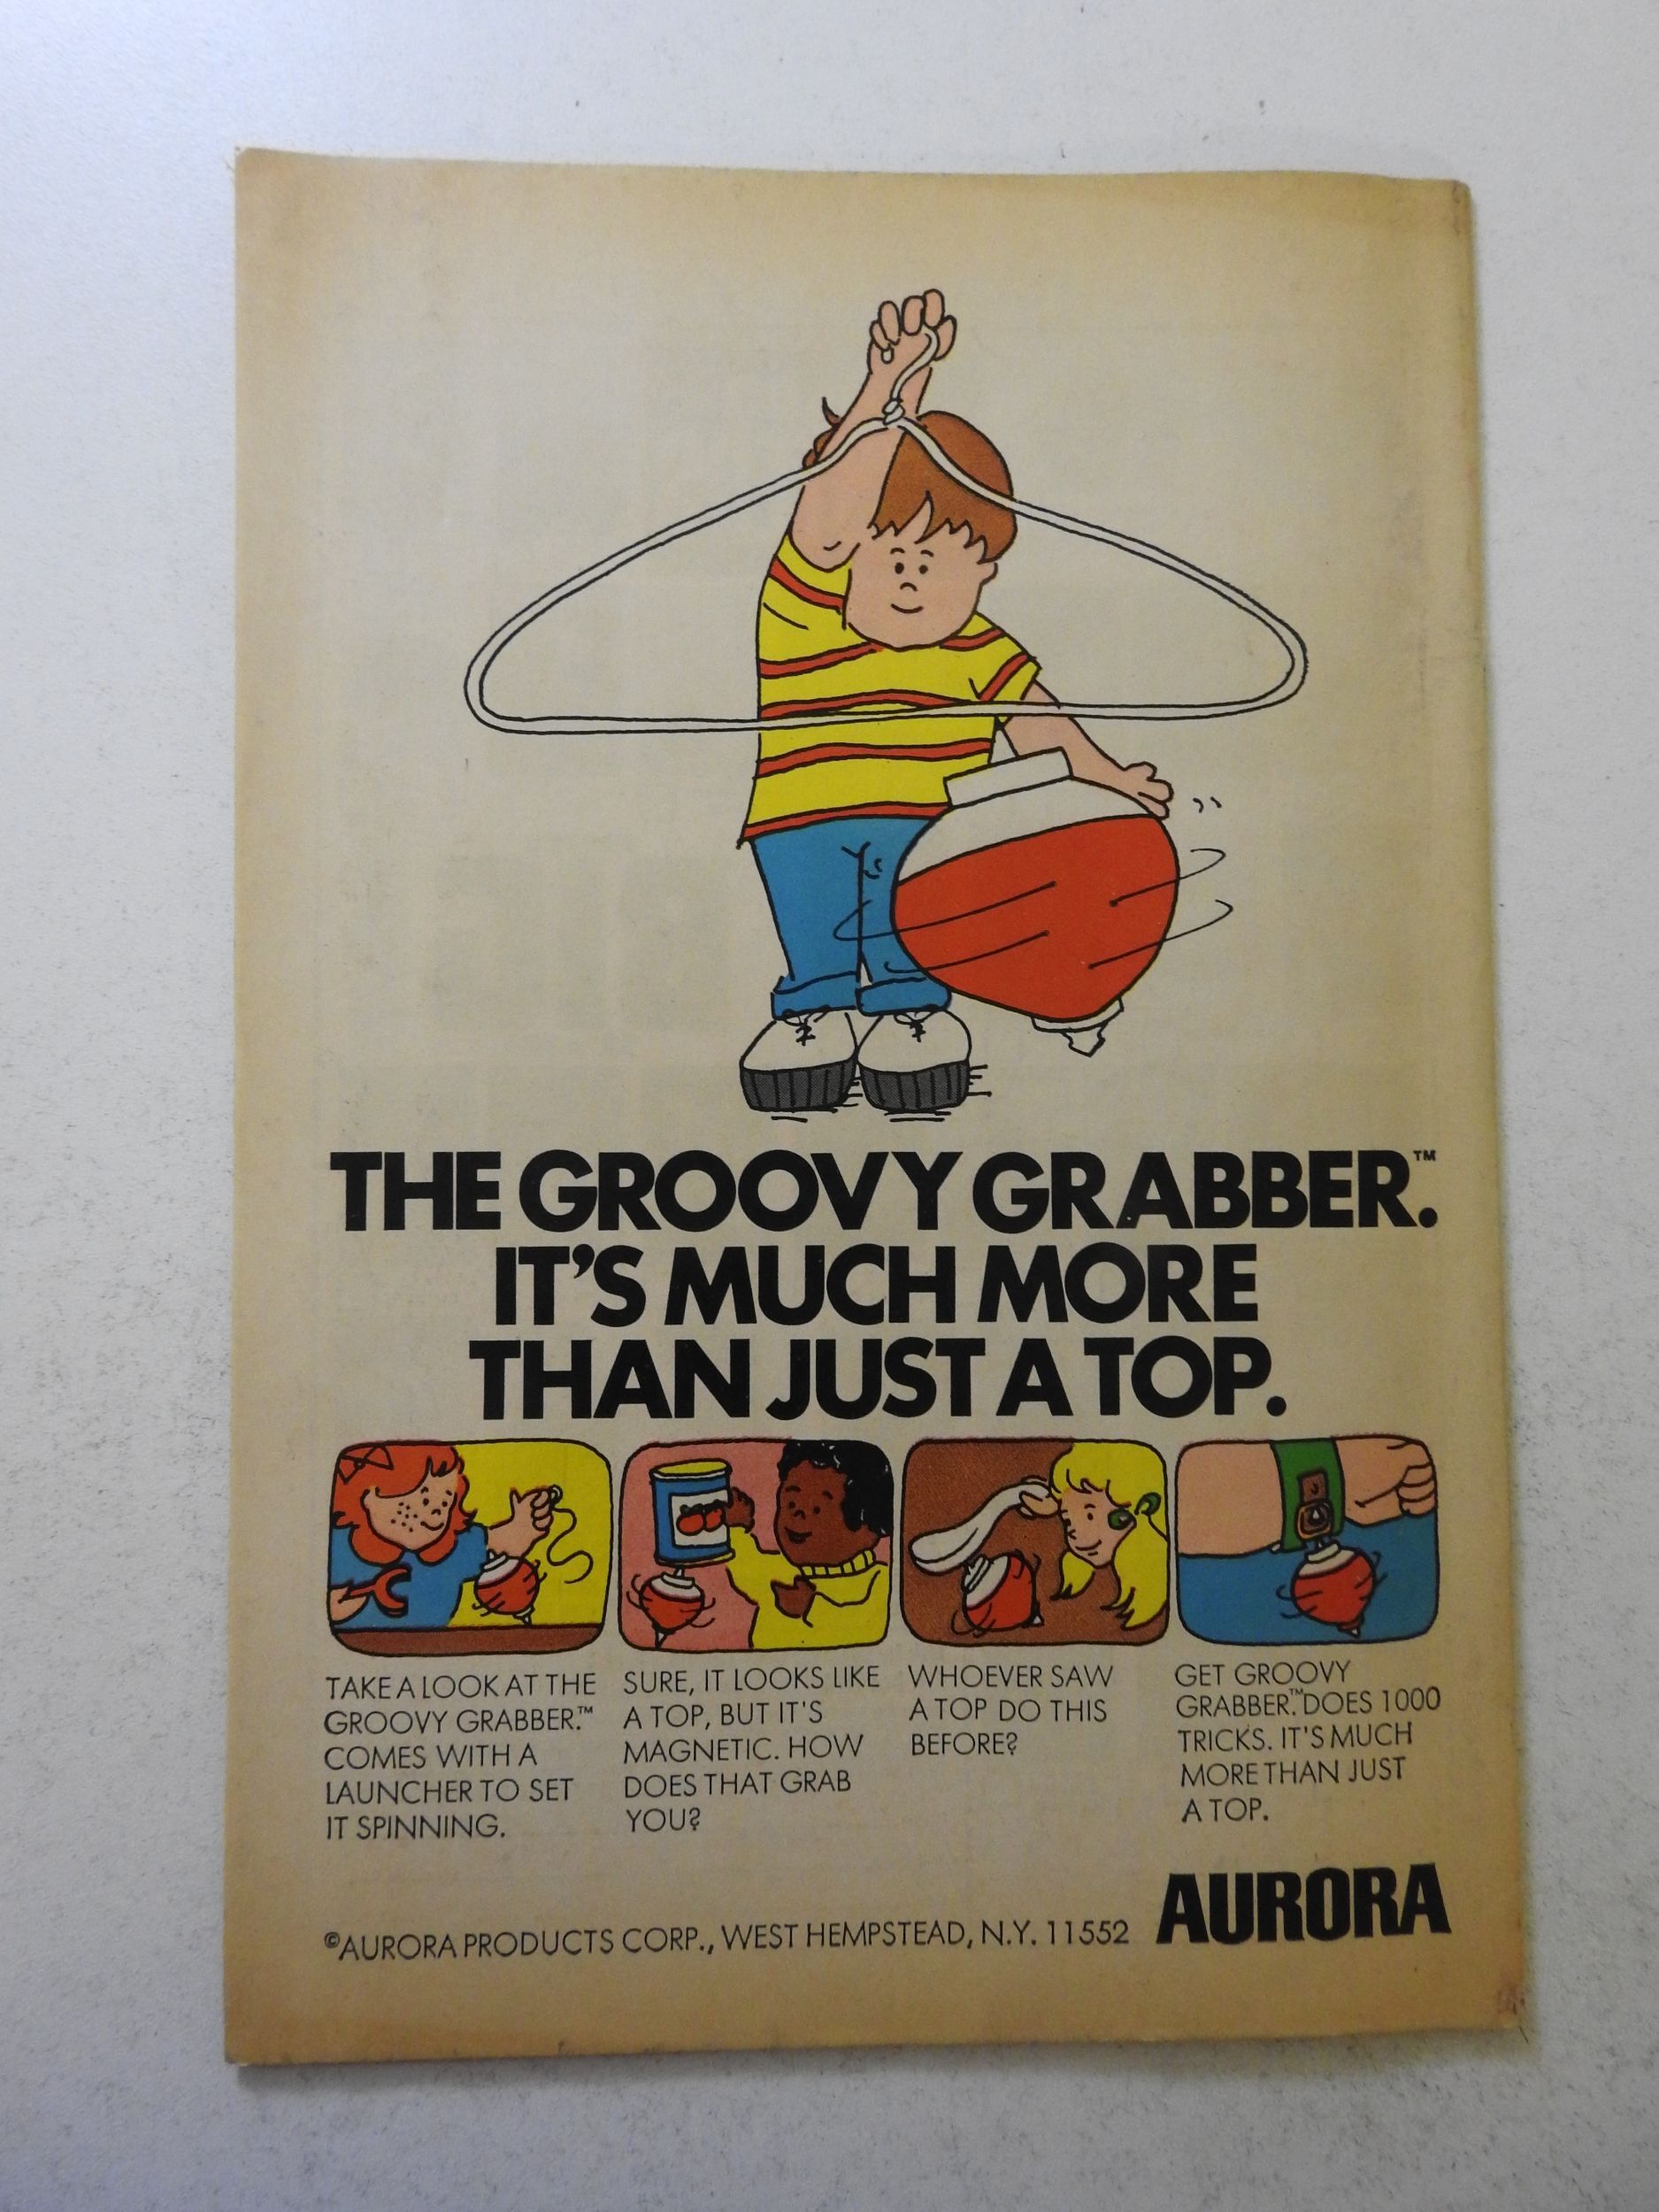 THE GROOVY GRABBER.™
IT'S MUCH MORE
THAN JUST A TOP.
TAKE A LOOK AT THE
GROOVY GRABBER.™
COMES WITH A
LAUNCHER TO SET
IT SPINNING.
SURE, IT LOOKS LIKE
A TOP, BUT IT'S
MAGNETIC. HOW
DOES THAT GRAB
YOU?
WHOEVER SAW
A TOP DO THIS
BEFORE?
GET GROOVY
GRABBER.™ DOES 1000
TRICKS. IT'S MUCH
MORE THAN JUST
A TOP.
©AURORA PRODUCTS CORP., WEST HEMPSTEAD, N.Y. 11552
AURORA